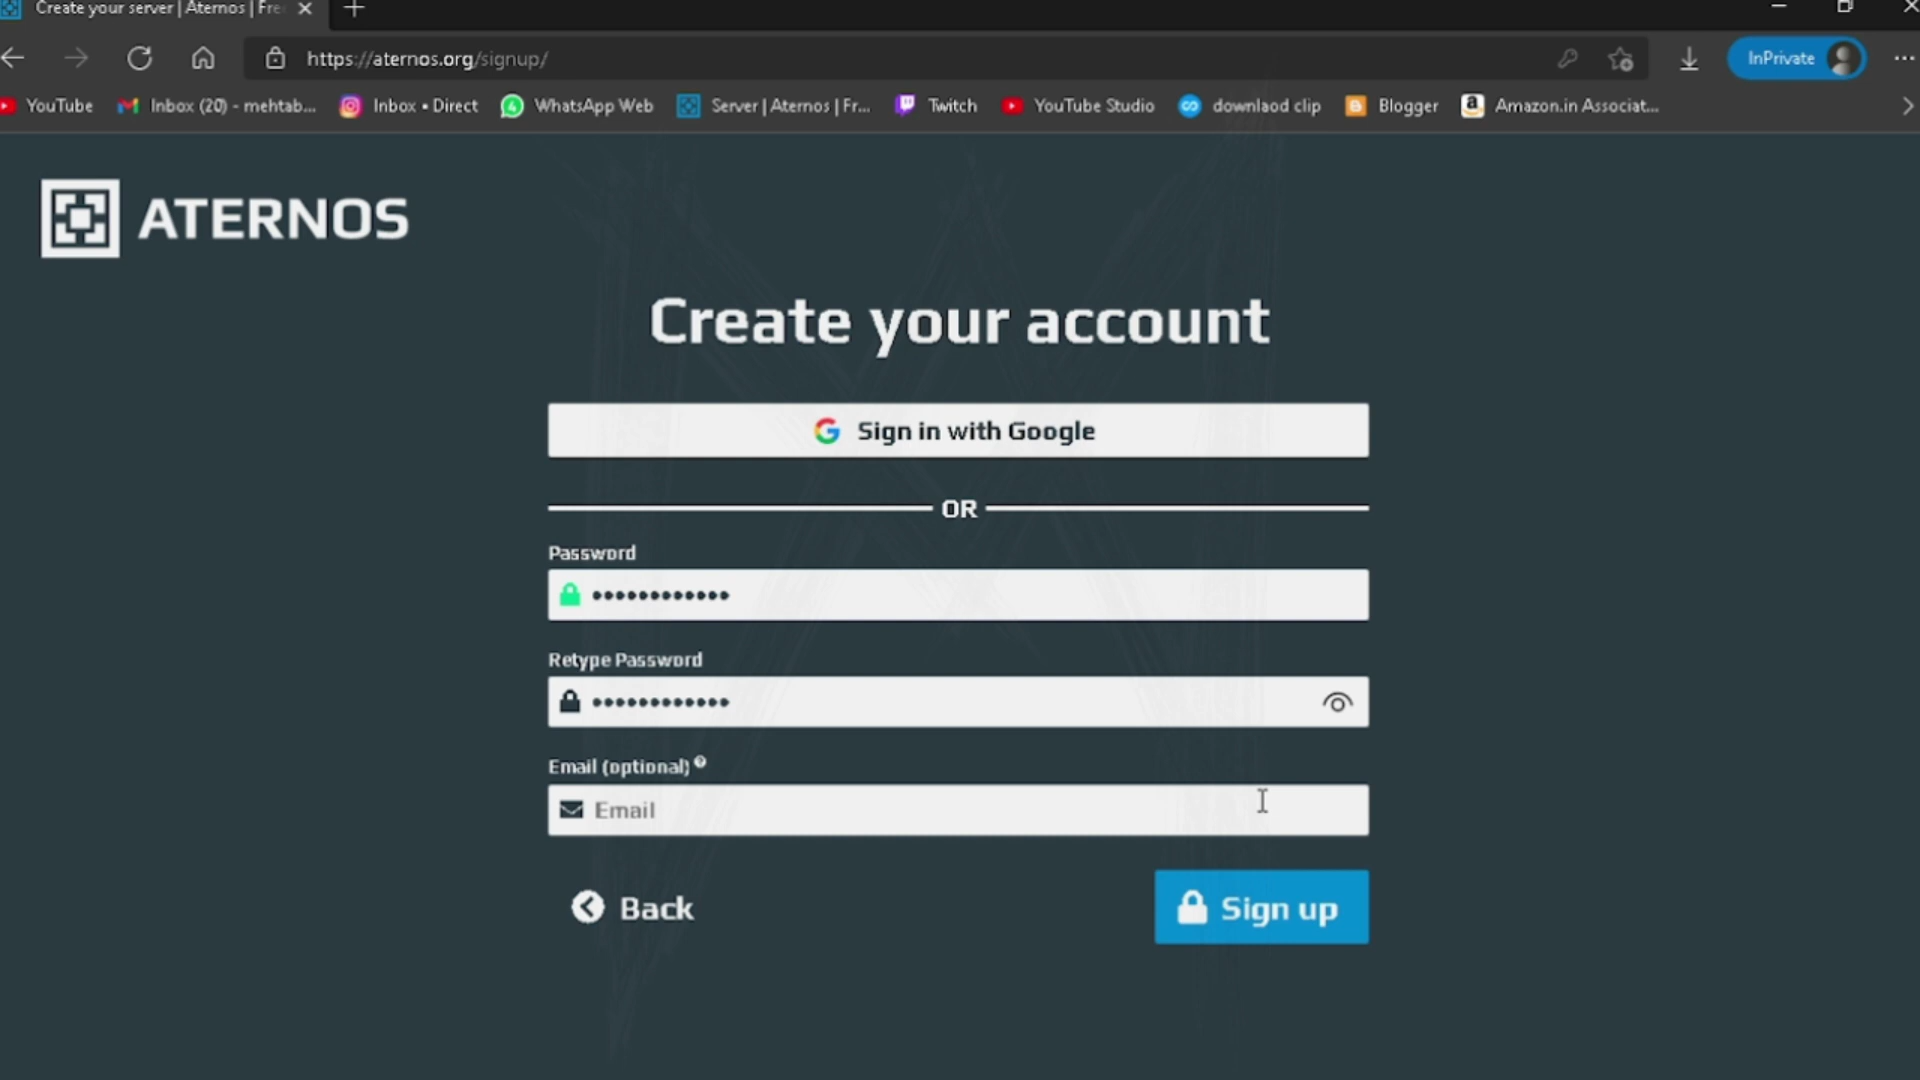 Create your server | Aternos | Fre
https://aternos.org/signup/
InPrivate
YouTube
Inbox (20) - mehtab...
Inbox • Direct
WhatsApp Web
Server | Aternos | Fr...
Twitch
YouTube Studio
downlaod clip
Blogger
Amazon.in Associat...
ATERNOS
Create your account
Sign in with Google
OR
Password
••••••••••••
Retype Password
••••••••••••
Email (optional)
Email
Back
Sign up